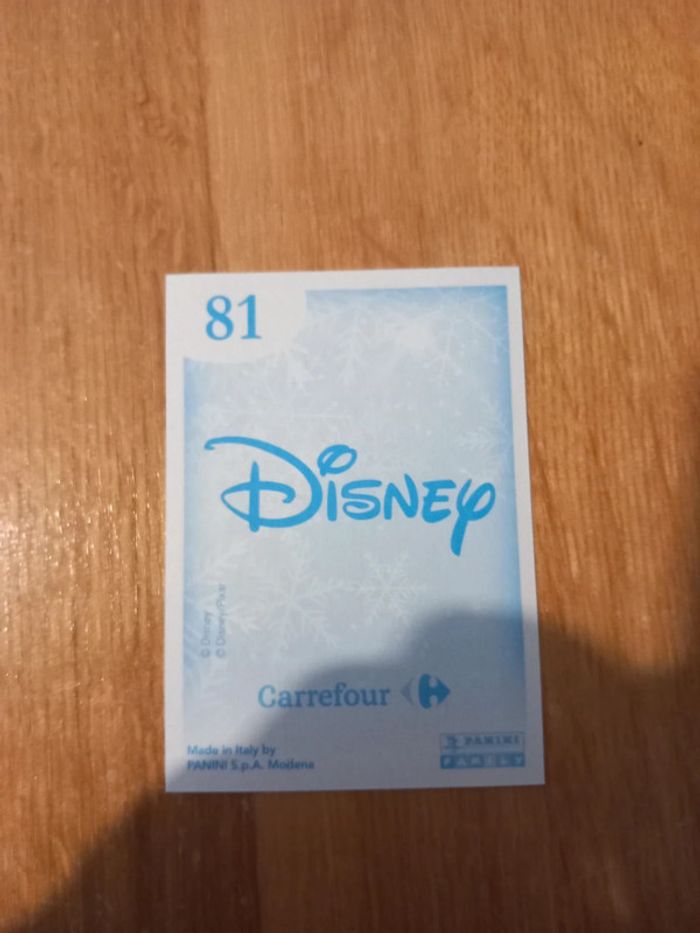 81
Disney
© Disney
© Disney/Pixar
Carrefour
Made in Italy by
PANINI S.p.A. Modena
PANINI
FAMILY